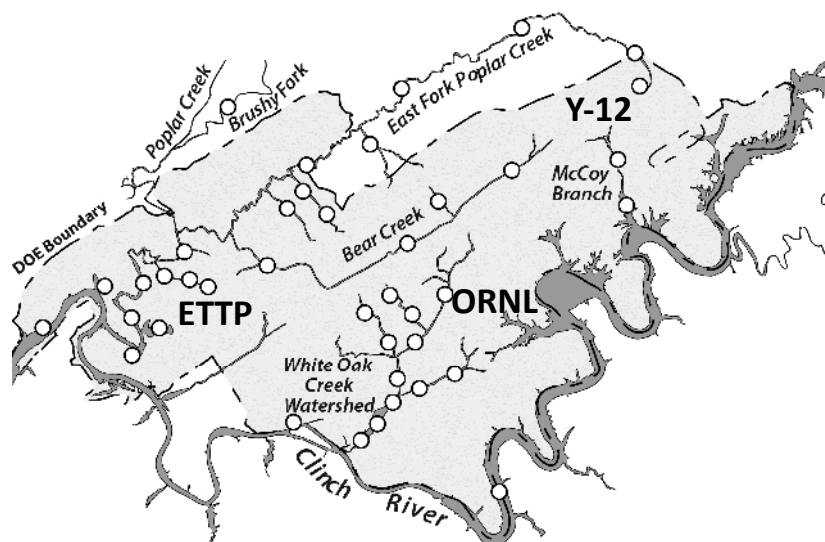 Poplar Creek
Brushy Fork
East Fork Poplar Creek
Y-12
McCoy
Branch
DOE Boundary
Bear Creek
ETTP
ORNL
White Oak
Creek
Watershed
Clinch River